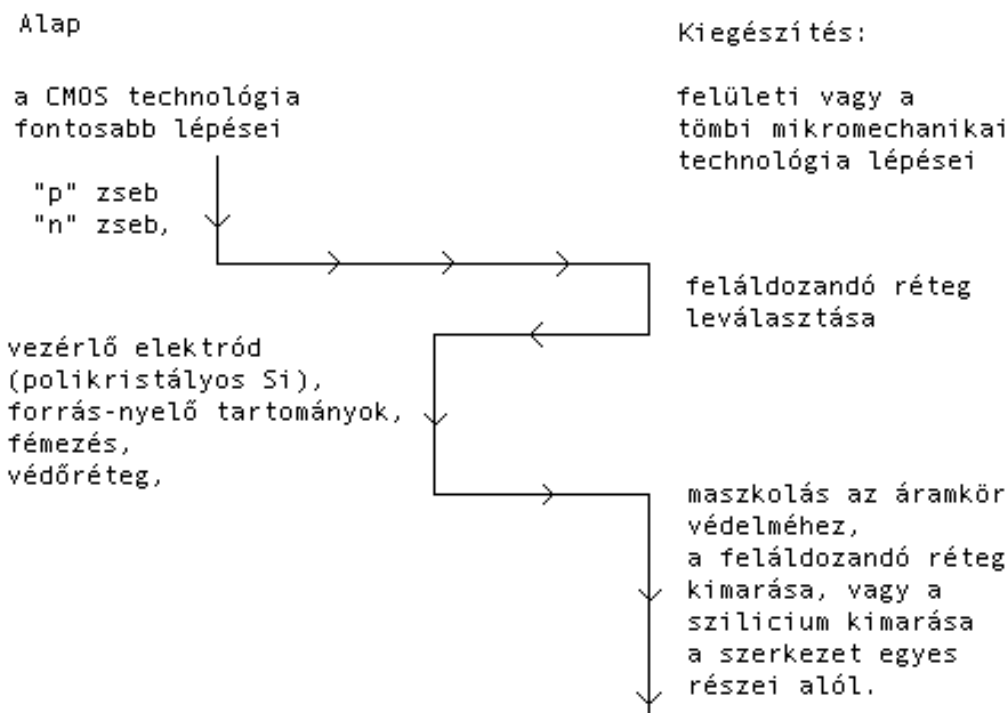 Alap
Kiegészítés:
a CMOS technológia
fontosabb lépései
felületi vagy a
tömbi mikromechanikai
technológia lépései
"p" zseb
"n" zseb,
feláldozandó réteg
leválasztása
vezérlő elektród
(polikristályos Si),
forrás-nyelő tartományok,
fémezés,
védőréteg,
maszkolás az áramkör
védelméhez,
a feláldozandó réteg
kimarása, vagy a
szilicium kimarása
a szerkezet egyes
részei alól.